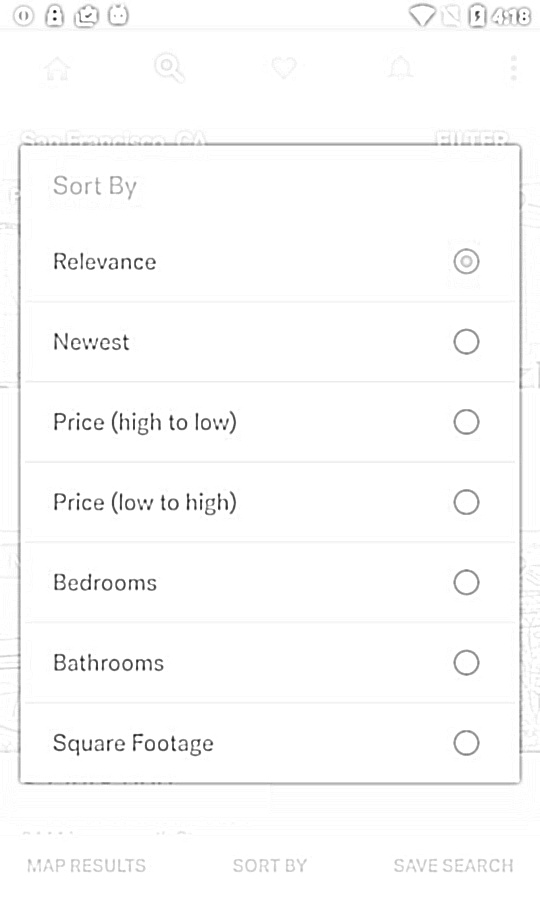 4:18
San Francisco, CA FILTER
Sort By
Relevance
Newest
Price (high to low)
Price (low to high)
Bedrooms
Bathrooms
Square Footage
MAP RESULTS SORT BY SAVE SEARCH